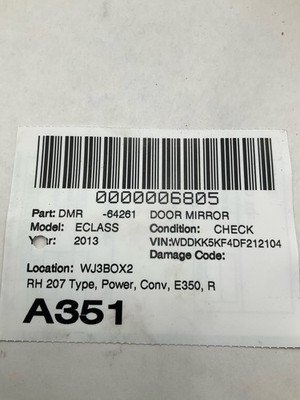 0000006805
Part: DMR -64261 DOOR MIRROR
Model: ECLASS Condition: CHECK
Year: 2013 VIN:WDDKK5KF4DF212104
Damage Code:
Location: WJ3BOX2
RH 207 Type, Power, Conv, E350, R
A351